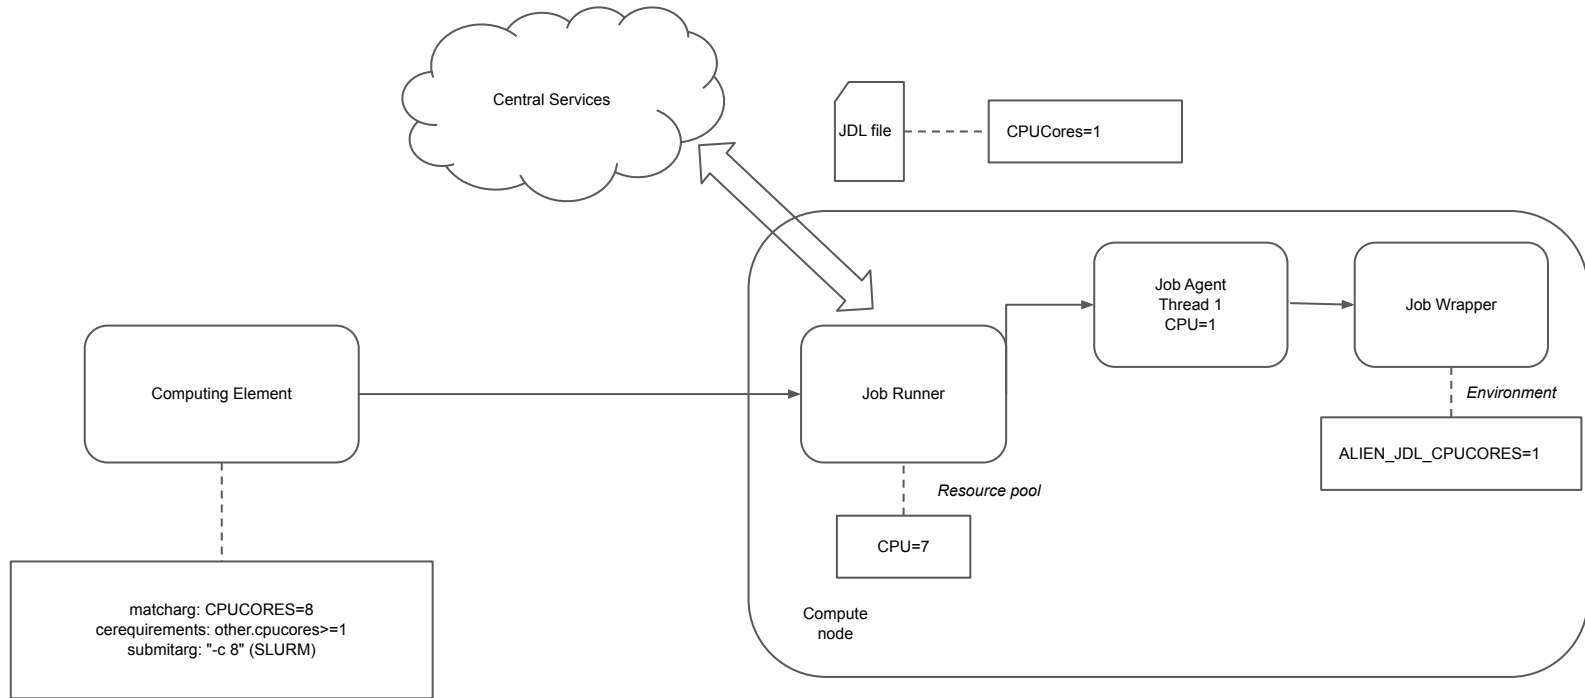 Central Services
JDL file
CPUCores=1
Job Agent
Thread 1
CPU=1
Job Wrapper
Computing Element
Job Runner
Environment
ALIEN_JDL_CPUCORES=1
Resource pool
CPU=7
matcharg: CPUCORES=8
cerequirements: other.cpucores>=1
submitarg: "-c 8" (SLURM)
Compute
node